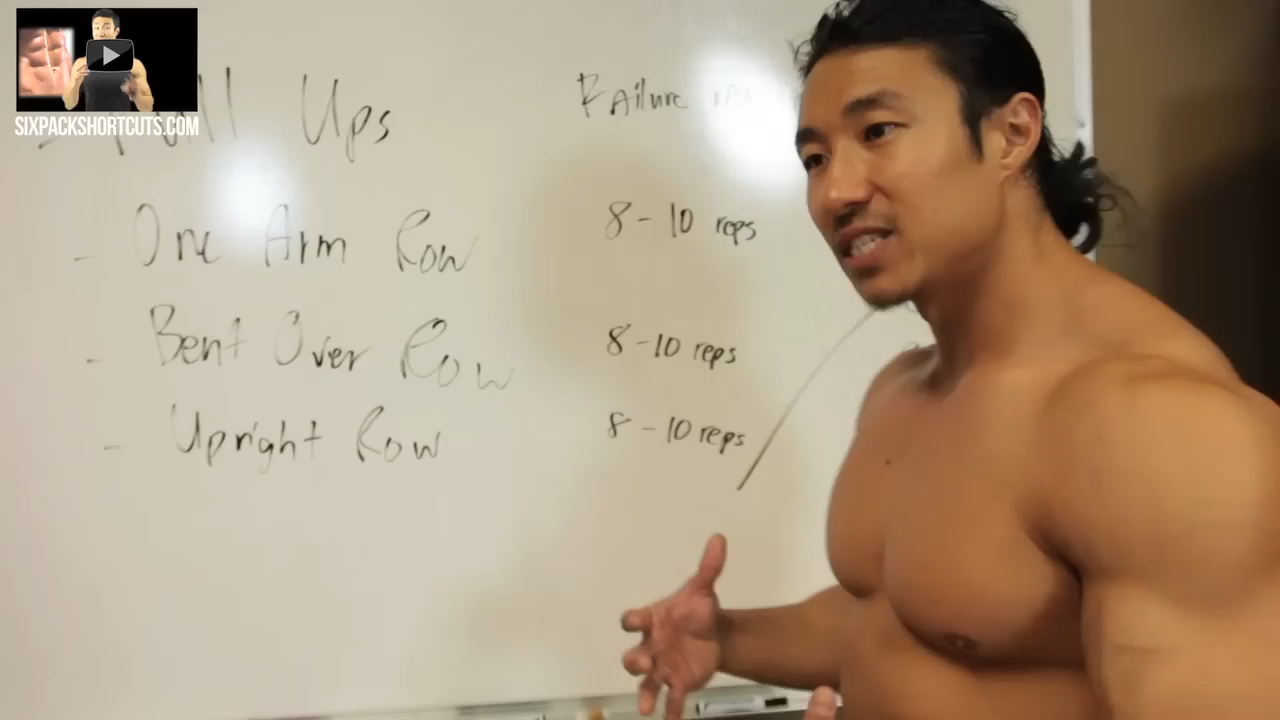 SIXPACKSHORTCUTS.COM
Ups Failure
- One Arm Row 8-10 reps
- Bent Over Row 8-10 reps
- Upright Row 8-10 reps